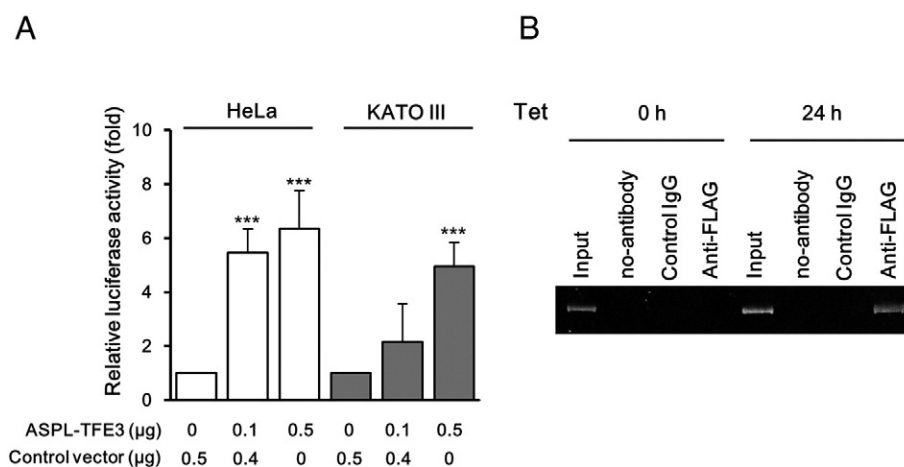 A
B
HeLa
KATO III
Relative luciferase activity (fold)
10
8
6
4
2
0
***
***
***
ASPL-TFE3 (µg) 0 0.1 0.5 0 0.1 0.5
Control vector (µg) 0.5 0.4 0 0.5 0.4 0
Tet 0 h 24 h
Input
no-antibody
Control IgG
Anti-FLAG
Input
no-antibody
Control IgG
Anti-FLAG